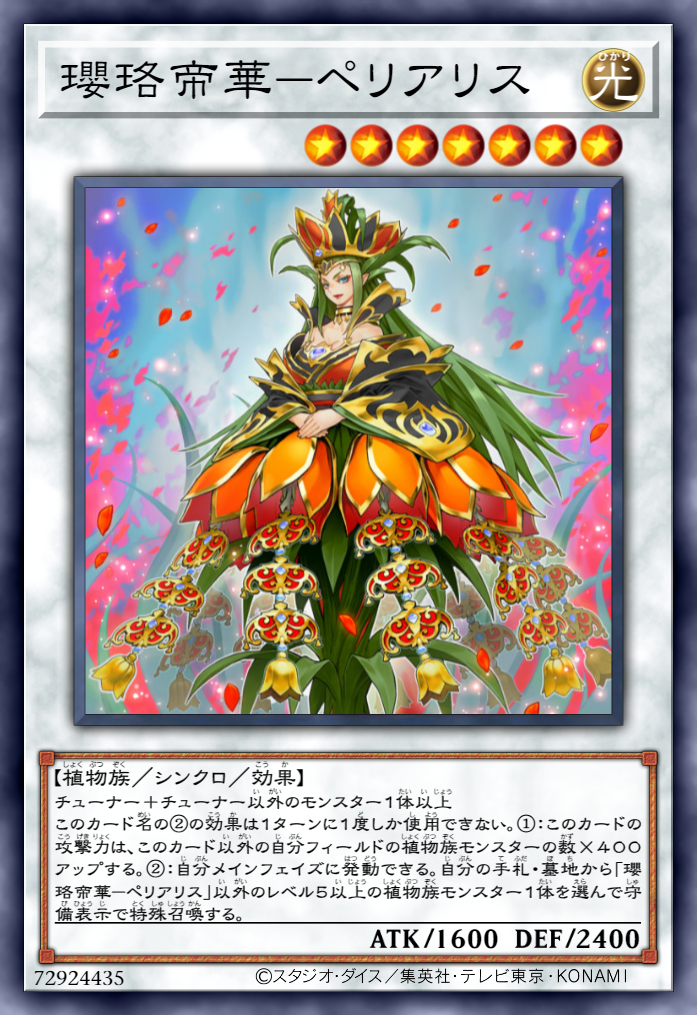 瓔珞帝華－ペリアリス
ひかり
光
【植物族／シンクロ／効果】
チューナー＋チューナー以外のモンスター1体以上
このカード名の②の効果は1ターンに1度しか使用できない。①：このカードの
攻撃力は、このカード以外の自分フィールドの植物族モンスターの数×400
アップする。②：自分メインフェイズに発動できる。自分の手札・墓地から「瓔
珞帝華－ペリアリス」以外のレベル5以上の植物族モンスター1体を選んで守
備表示で特殊召喚する。
ATK/1600 DEF/2400
72924435 ©スタジオ・ダイス／集英社・テレビ東京・KONAMI